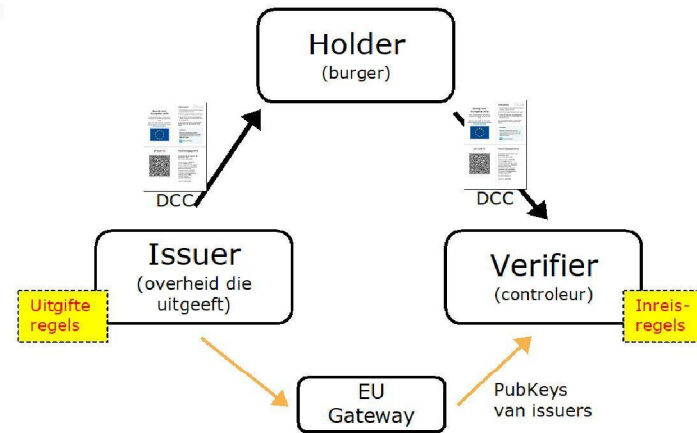 Holder
(burger)
DCC
DCC
Issuer
(overheid die
uitgeeft)
Uitgifte
regels
Verifier
(controleur)
Inreis-
regels
EU
Gateway
PubKeys
van issuers